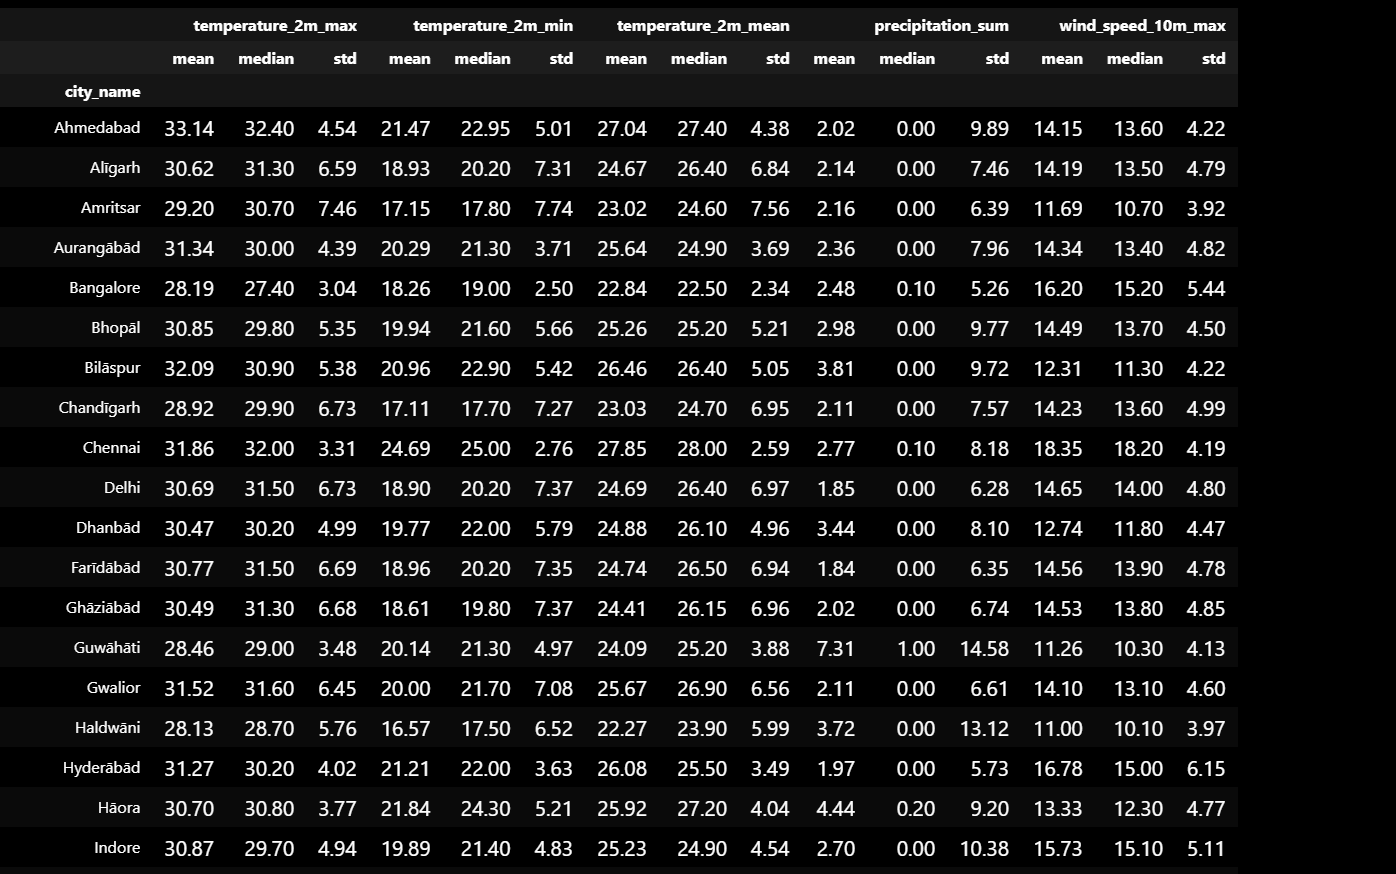 temperature_2m_max temperature_2m_min temperature_2m_mean precipitation_sum wind_speed_10m_max
mean median std mean median std mean median std mean median std mean median std
city_name
Ahmedabad 33.14 32.40 4.54 21.47 22.95 5.01 27.04 27.40 4.38 2.02 0.00 9.89 14.15 13.60 4.22
Alīgarh 30.62 31.30 6.59 18.93 20.20 7.31 24.67 26.40 6.84 2.14 0.00 7.46 14.19 13.50 4.79
Amritsar 29.20 30.70 7.46 17.15 17.80 7.74 23.02 24.60 7.56 2.16 0.00 6.39 11.69 10.70 3.92
Aurangābād 31.34 30.00 4.39 20.29 21.30 3.71 25.64 24.90 3.69 2.36 0.00 7.96 14.34 13.40 4.82
Bangalore 28.19 27.40 3.04 18.26 19.00 2.50 22.84 22.50 2.34 2.48 0.10 5.26 16.20 15.20 5.44
Bhopāl 30.85 29.80 5.35 19.94 21.60 5.66 25.26 25.20 5.21 2.98 0.00 9.77 14.49 13.70 4.50
Bilāspur 32.09 30.90 5.38 20.96 22.90 5.42 26.46 26.40 5.05 3.81 0.00 9.72 12.31 11.30 4.22
Chandīgarh 28.92 29.90 6.73 17.11 17.70 7.27 23.03 24.70 6.95 2.11 0.00 7.57 14.23 13.60 4.99
Chennai 31.86 32.00 3.31 24.69 25.00 2.76 27.85 28.00 2.59 2.77 0.10 8.18 18.35 18.20 4.19
Delhi 30.69 31.50 6.73 18.90 20.20 7.37 24.69 26.40 6.97 1.85 0.00 6.28 14.65 14.00 4.80
Dhanbād 30.47 30.20 4.99 19.77 22.00 5.79 24.88 26.10 4.96 3.44 0.00 8.10 12.74 11.80 4.47
Farīdābād 30.77 31.50 6.69 18.96 20.20 7.35 24.74 26.50 6.94 1.84 0.00 6.35 14.56 13.90 4.78
Ghāziābād 30.49 31.30 6.68 18.61 19.80 7.37 24.41 26.15 6.96 2.02 0.00 6.74 14.53 13.80 4.85
Guwāhāti 28.46 29.00 3.48 20.14 21.30 4.97 24.09 25.20 3.88 7.31 1.00 14.58 11.26 10.30 4.13
Gwalior 31.52 31.60 6.45 20.00 21.70 7.08 25.67 26.90 6.56 2.11 0.00 6.61 14.10 13.10 4.60
Haldwāni 28.13 28.70 5.76 16.57 17.50 6.52 22.27 23.90 5.99 3.72 0.00 13.12 11.00 10.10 3.97
Hyderābād 31.27 30.20 4.02 21.21 22.00 3.63 26.08 25.50 3.49 1.97 0.00 5.73 16.78 15.00 6.15
Hāora 30.70 30.80 3.77 21.84 24.30 5.21 25.92 27.20 4.04 4.44 0.20 9.20 13.33 12.30 4.77
Indore 30.87 29.70 4.94 19.89 21.40 4.83 25.23 24.90 4.54 2.70 0.00 10.38 15.73 15.10 5.11